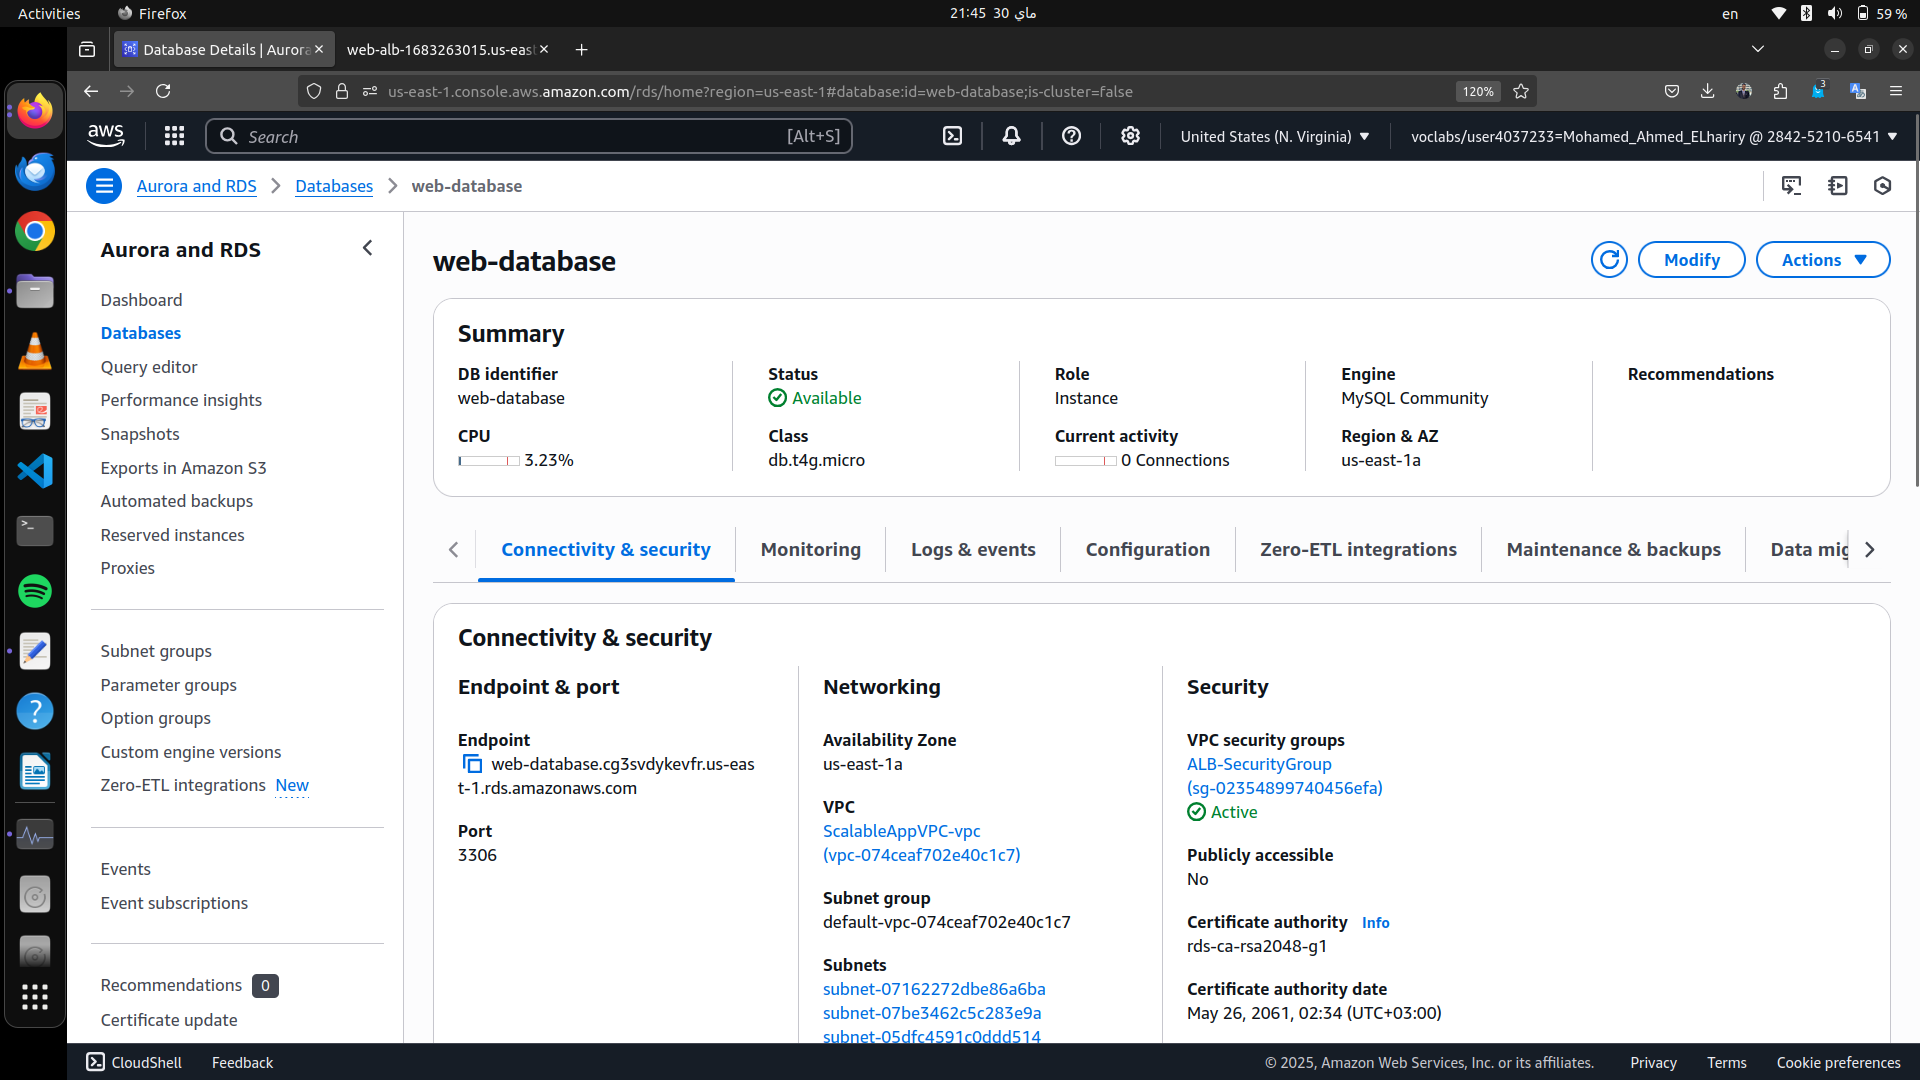 Activities
Firefox
21:45 30 ماي
en
59 %
Database Details | Aurora
web-alb-1683263015.us-eas
us-east-1.console.aws.amazon.com/rds/home?region=us-east-1#database:id=web-database;is-cluster=false
120%
3
aws
Search
[Alt+S]
United States (N. Virginia)
voclabs/user4037233=Mohamed_Ahmed_ELhariry @ 2842-5210-6541
Aurora and RDS
Databases
web-database
Aurora and RDS
Dashboard
Databases
Query editor
Performance insights
Snapshots
Exports in Amazon S3
Automated backups
Reserved instances
Proxies
Subnet groups
Parameter groups
Option groups
Custom engine versions
Zero-ETL integrations New
Events
Event subscriptions
Recommendations 0
Certificate update
web-database
Modify
Actions
Summary
DB identifier
web-database
CPU
3.23%
Status
Available
Class
db.t4g.micro
Role
Instance
Current activity
0 Connections
Engine
MySQL Community
Region & AZ
us-east-1a
Recommendations
Connectivity & security
Monitoring
Logs & events
Configuration
Zero-ETL integrations
Maintenance & backups
Data mig
Connectivity & security
Endpoint & port
Endpoint
web-database.cg3svdykevfr.us-eas
t-1.rds.amazonaws.com
Port
3306
Networking
Availability Zone
us-east-1a
VPC
ScalableAppVPC-vpc
(vpc-074ceaf702e40c1c7)
Subnet group
default-vpc-074ceaf702e40c1c7
Subnets
subnet-07162272dbe86a6ba
subnet-07be3462c5c283e9a
subnet-05dfc4591c0ddd514
Security
VPC security groups
ALB-SecurityGroup
(sg-02354899740456efa)
Active
Publicly accessible
No
Certificate authority Info
rds-ca-rsa2048-g1
Certificate authority date
May 26, 2061, 02:34 (UTC+03:00)
CloudShell
Feedback
© 2025, Amazon Web Services, Inc. or its affiliates.
Privacy
Terms
Cookie preferences